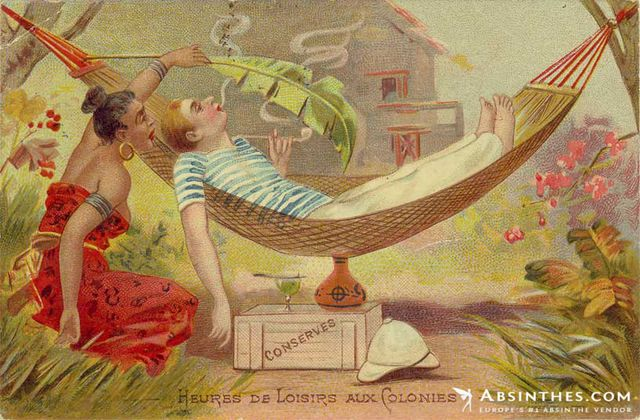 CONSERVES
HEURES DE LOISIRS AUX COLONIES
ABSINTHES.COM
EUROPE'S #1 ABSINTHE VENDOR